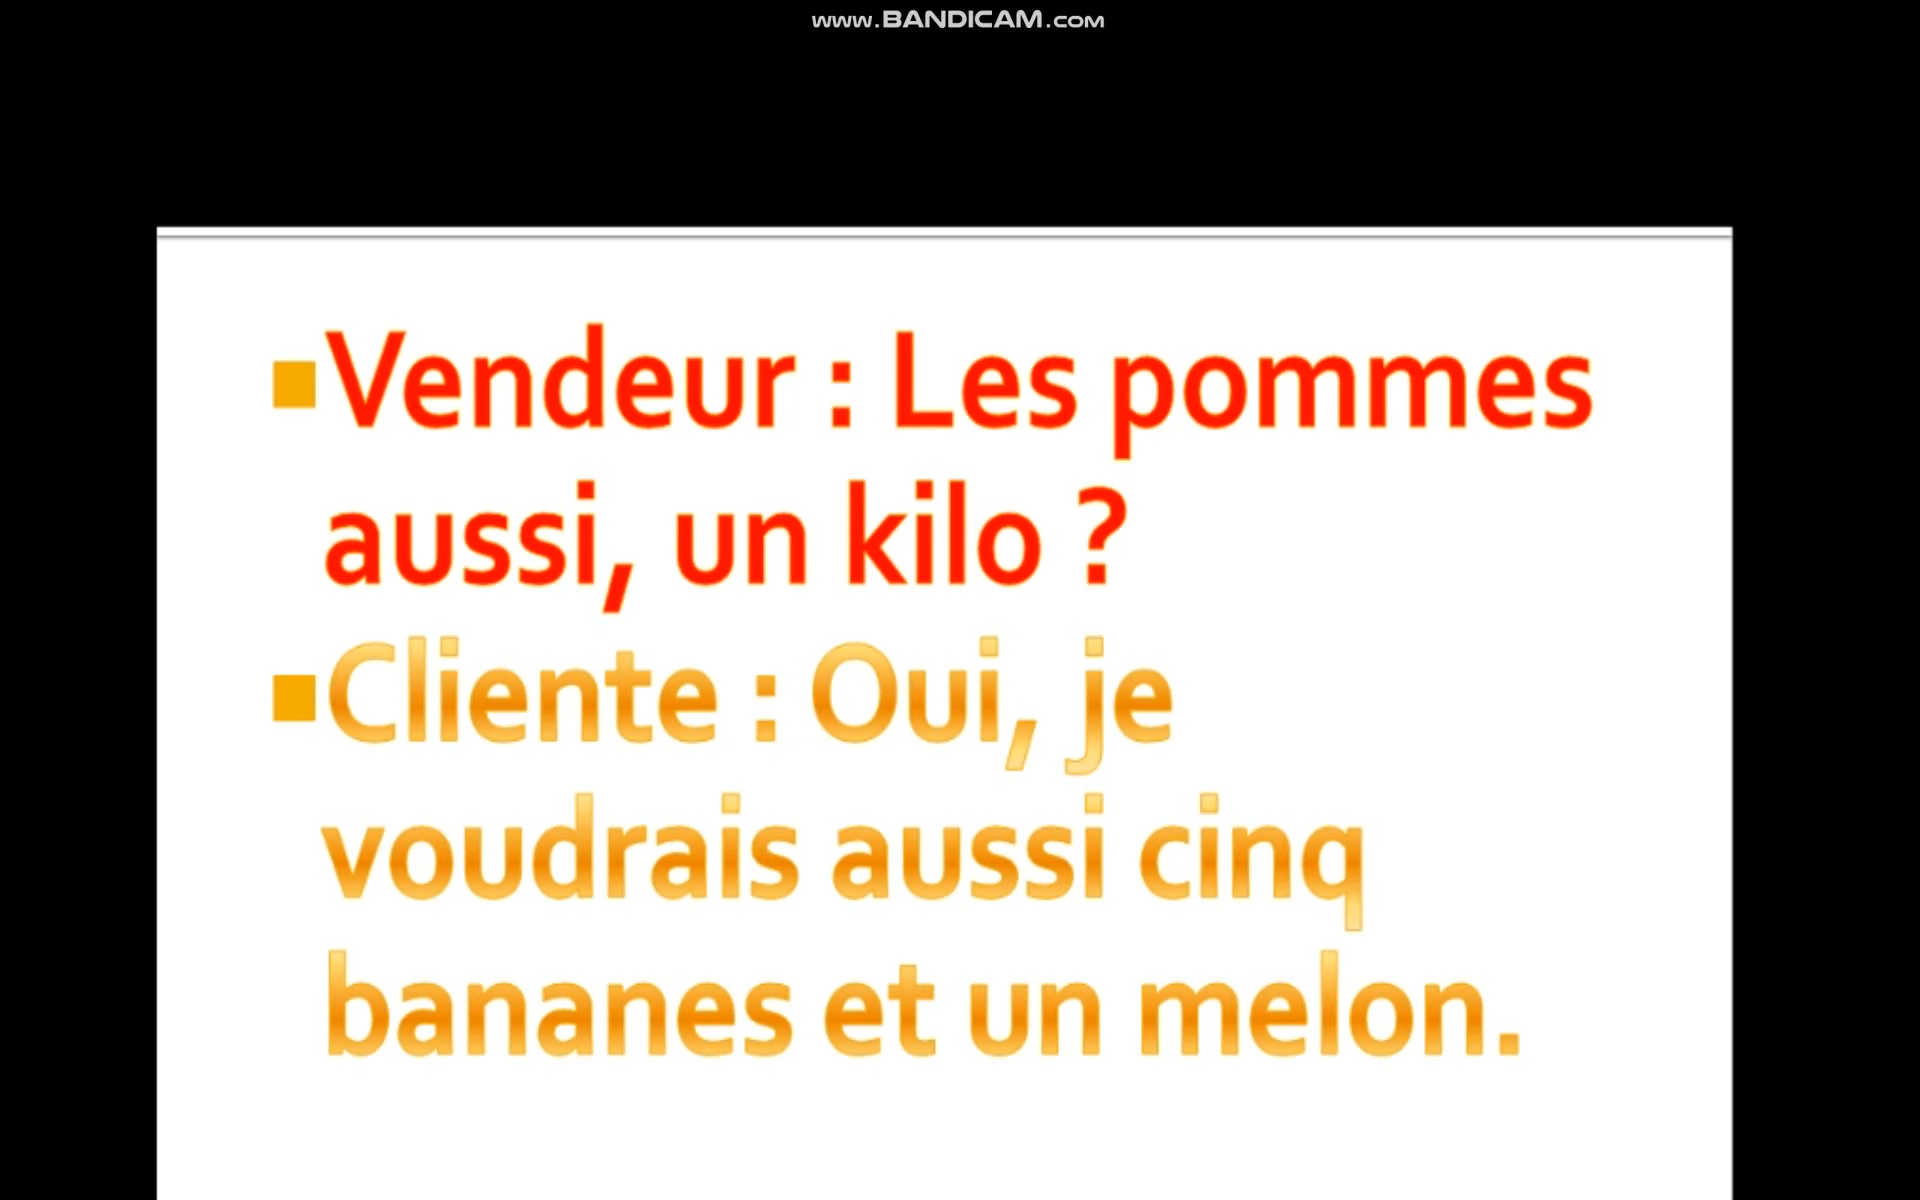 www.BANDICAM.com
▪Vendeur : Les pommes
aussi, un kilo ?
▪Cliente : Oui, je
voudrais aussi cinq
bananes et un melon.